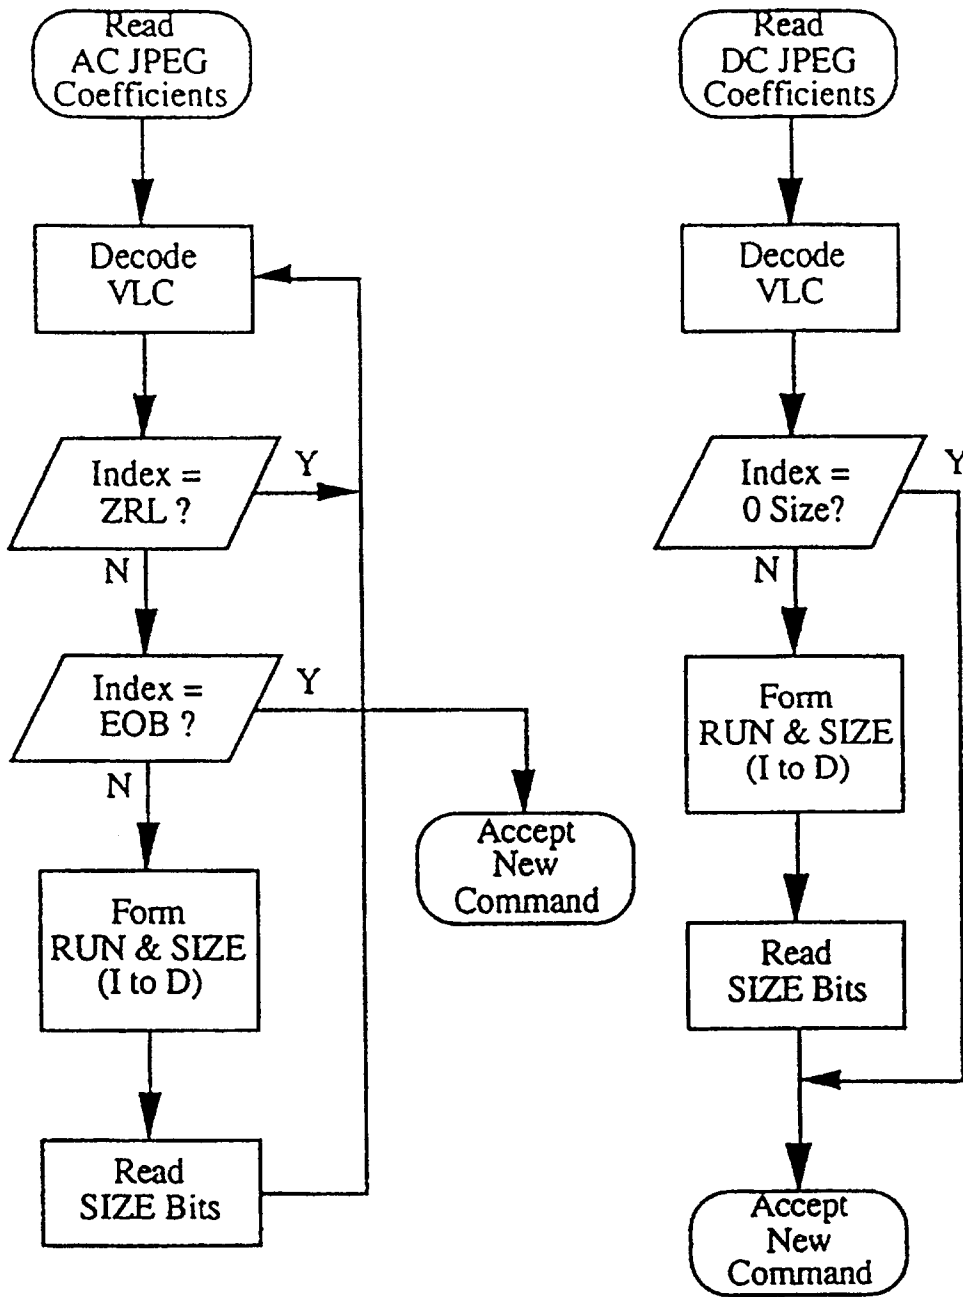 Read
AC JPEG
Coefficients
Decode
VLC
Index =
ZRL ?
Y
N
Index =
EOB ?
Y
N
Accept
New
Command
Form
RUN & SIZE
(I to D)
Read
SIZE Bits
Read
DC JPEG
Coefficients
Decode
VLC
Index =
0 Size?
Y
N
Form
RUN & SIZE
(I to D)
Read
SIZE Bits
Accept
New
Command